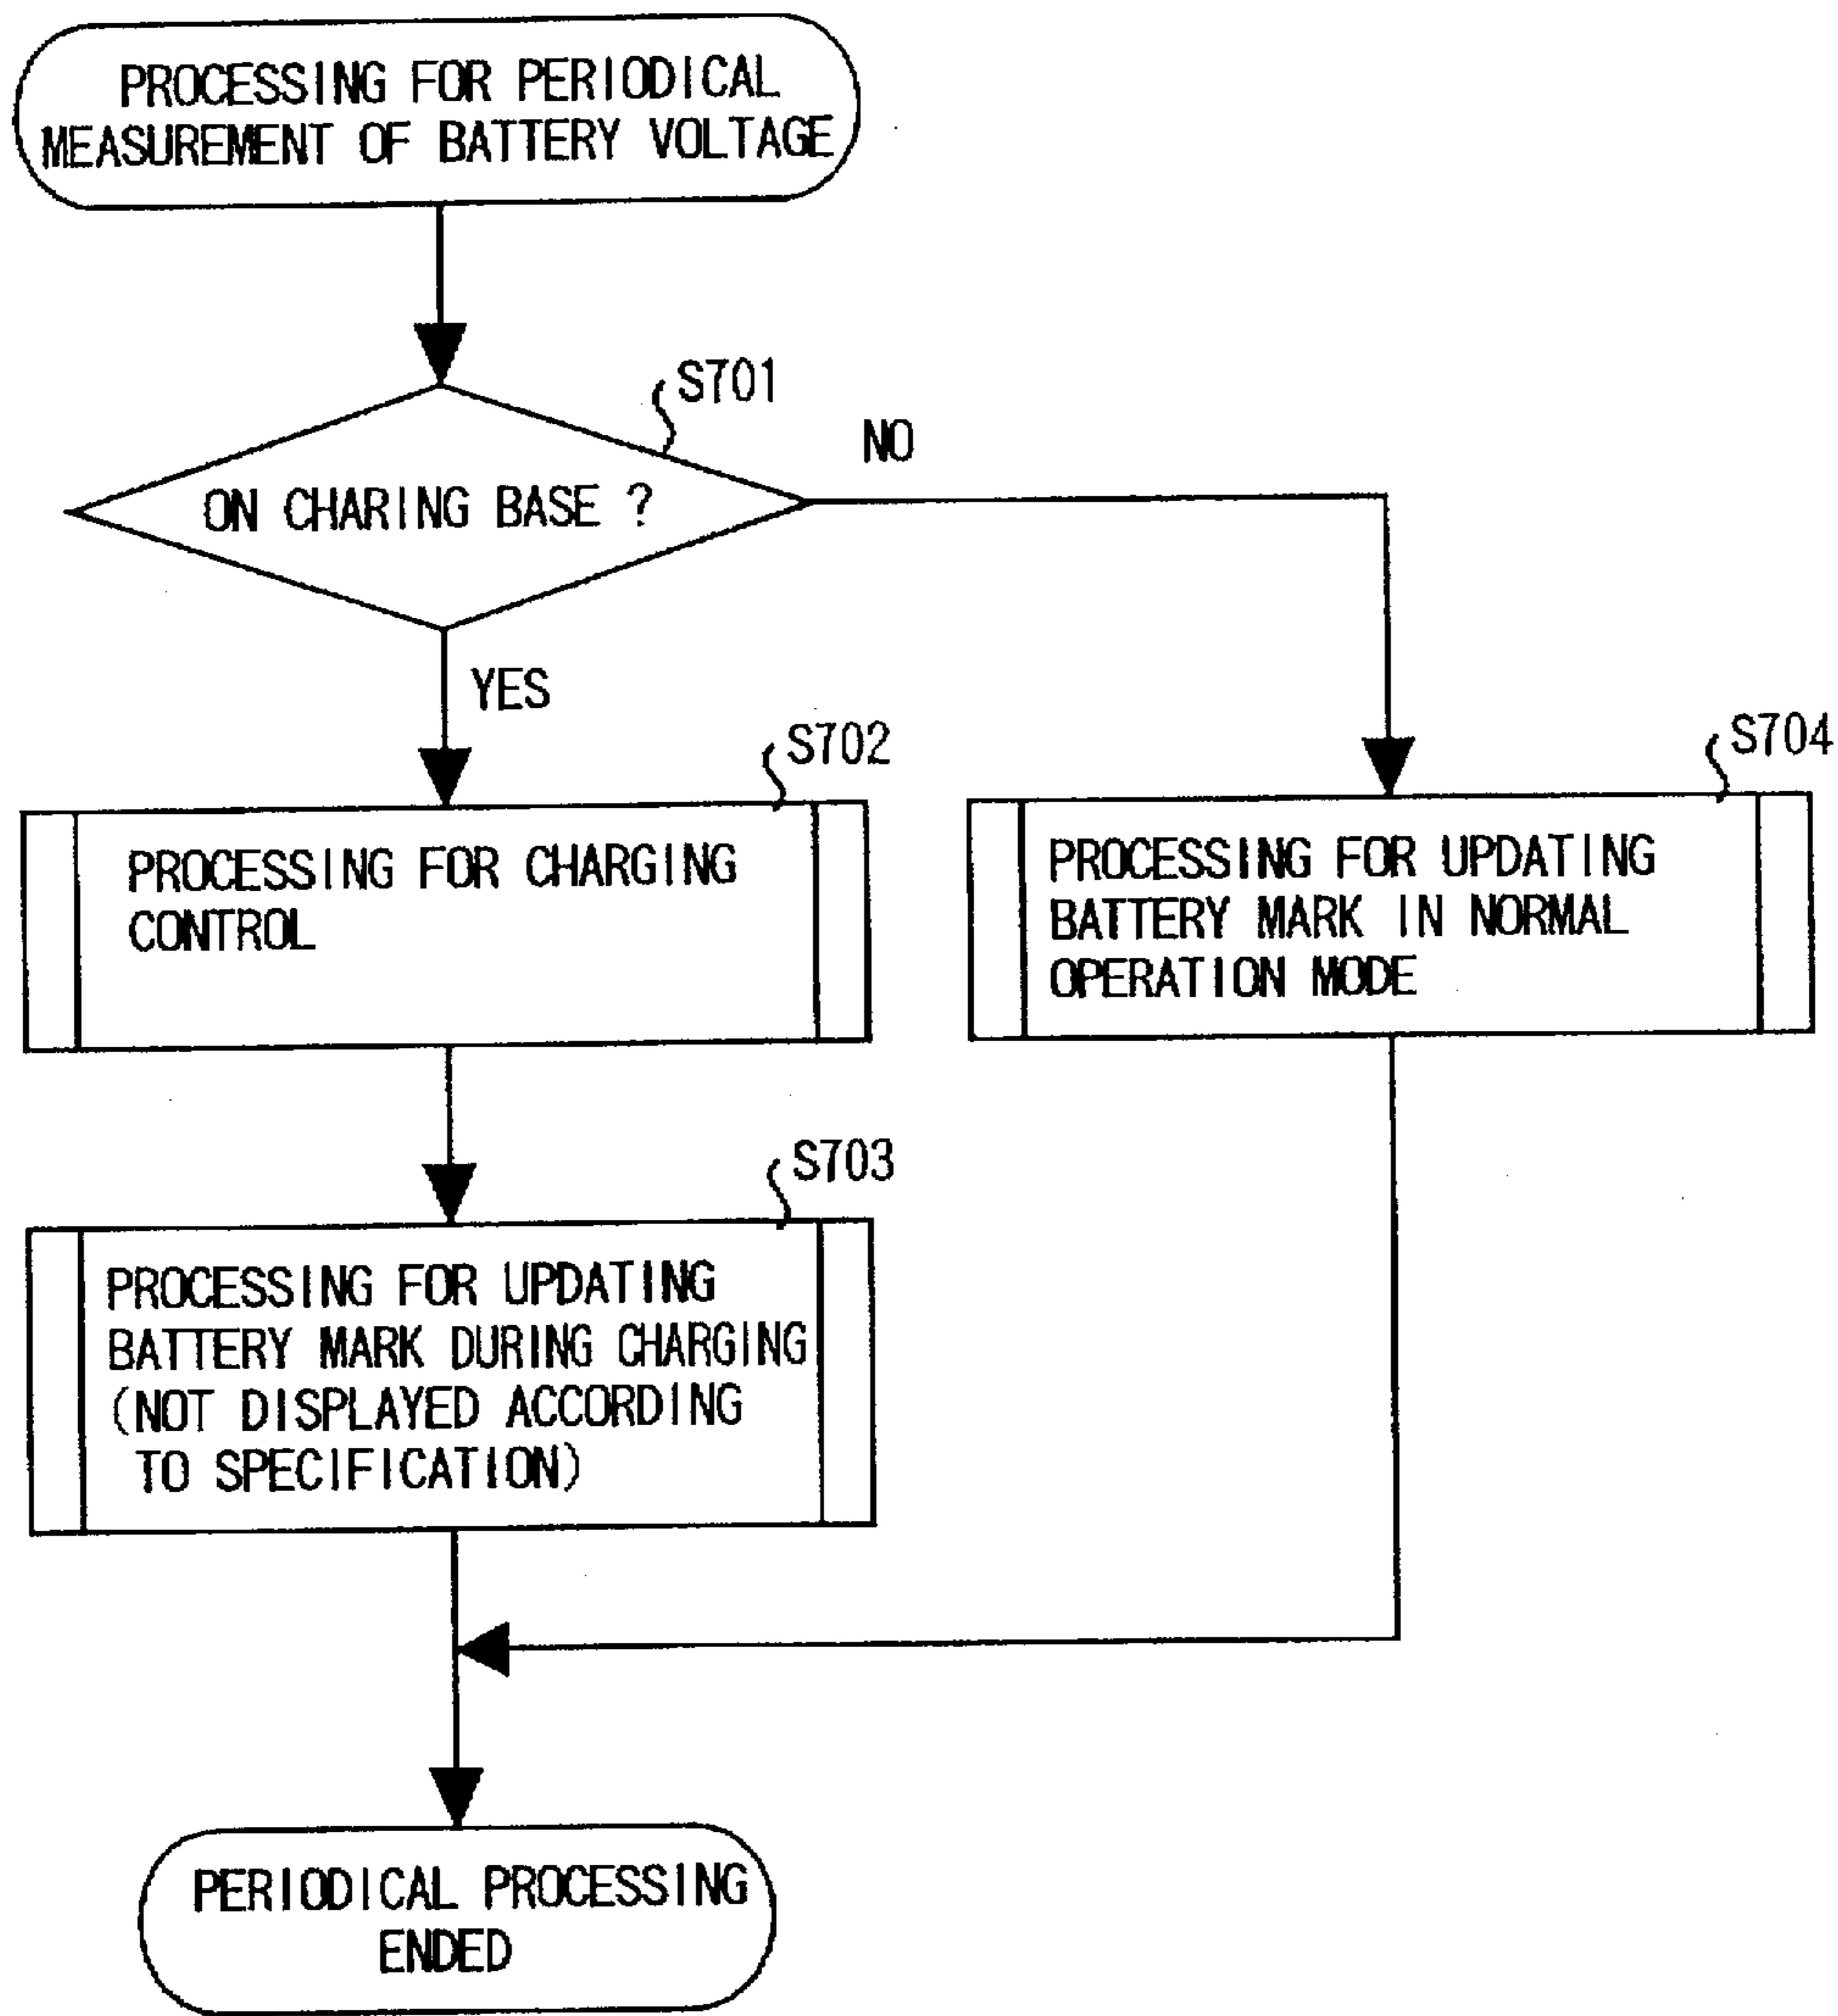 PROCESSING FOR PERIODICAL
MEASUREMENT OF BATTERY VOLTAGE
S701
NO
ON CHARING BASE ?
YES
S702
PROCESSING FOR CHARGING
CONTROL
S704
PROCESSING FOR UPDATING
BATTERY MARK IN NORMAL
OPERATION MODE
S703
PROCESSING FOR UPDATING
BATTERY MARK DURING CHARGING
(NOT DISPLAYED ACCORDING
TO SPECIFICATION)
PERIODICAL PROCESSING
ENDED